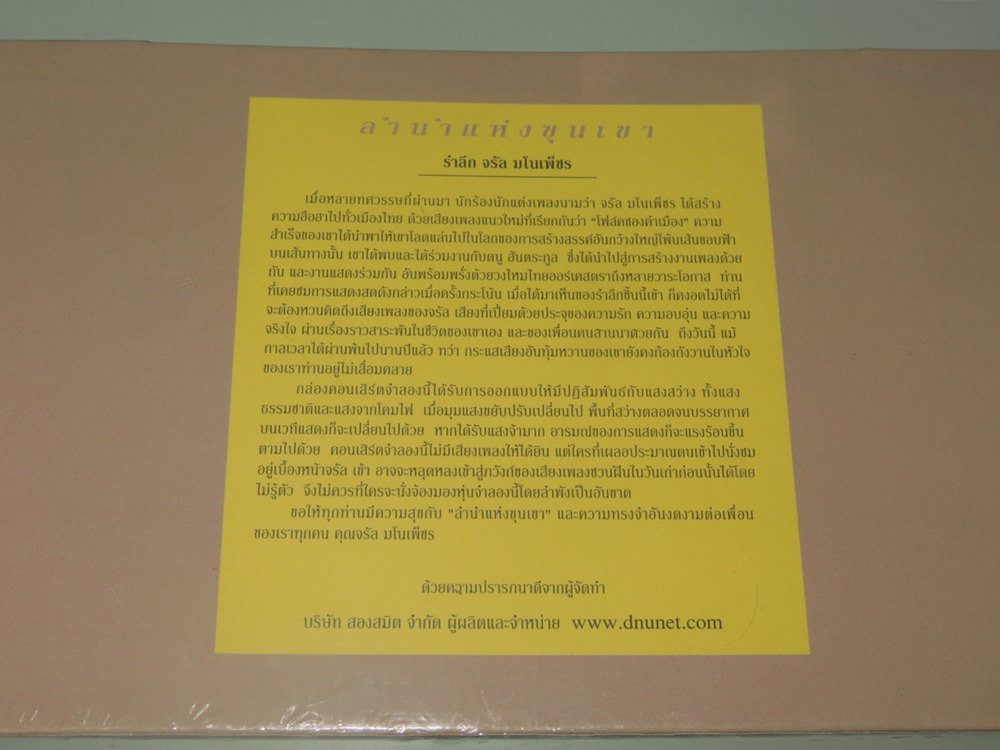 ลำนำแห่งขุนเขา
รำลึก จรัล มโนเพ็ชร
เมื่อหลายทศวรรษที่ผ่านมา นักร้องนักแต่งเพลงนามว่า จรัล มโนเพ็ชร ได้สร้าง
ความฮือฮาไปทั่วเมืองไทย ด้วยเสียงเพลงแนวใหม่ที่เรียกกันว่า "โฟล์คซองคำเมือง" ความ
สำเร็จของเขาได้นำพาให้เขาโลดแล่นไปในโลกของการสร้างสรรค์อันกว้างใหญ่โพ้นเส้นขอบฟ้า
บนเส้นทางนั้น เขาได้พบและได้ร่วมงานกับดนู ฮันตระกูล ซึ่งได้นำไปสู่การสร้างงานเพลงด้วย
กัน และงานแสดงร่วมกัน อันพร้อมพรั่งด้วยวงไหมไทยออร์เคสตราถึงหลายวาระโอกาส ท่าน
ที่เคยชมการแสดงสดดังกล่าวเมื่อครั้งกระโน้น เมื่อได้มาเห็นของรำลึกชิ้นนี้เข้า ก็คงอดไม่ได้ที่
จะต้องหวนคิดถึงเสียงเพลงของจรัล เสียงที่เปี่ยมด้วยประจุของความรัก ความอบอุ่น และความ
จริงใจ ผ่านเรื่องราวสาระพันในชีวิตของเขาเอง และของเพื่อนคนล้านนาด้วยกัน ถึงวันนี้ แม้
กาลเวลาได้ผ่านพ้นไปนานปีแล้ว ทว่า กระแสเสียงอันทุ้มหวานของเขายังคงก้องกังวานในหัวใจ
ของเราท่านอยู่ไม่เสื่อมคลาย
กล่องคอนเสิร์ตจำลองนี้ได้รับการออกแบบให้มีปฏิสัมพันธ์กับแสงสว่าง ทั้งแสง
ธรรมชาติและแสงจากโคมไฟ เมื่อมุมแสงขยับปรับเปลี่ยนไป พื้นที่สว่างตลอดจนบรรยากาศ
บนเวทีแสดงก็จะเปลี่ยนไปด้วย หากได้รับแสงจ้ามาก อารมณ์ของการแสดงก็จะแรงร้อนขึ้น
ตามไปด้วย คอนเสิร์ตจำลองนี้ไม่มีเสียงเพลงให้ได้ยิน แต่ใครที่เผลอประมาณตนเข้าไปนั่งชม
อยู่เบื้องหน้าจรัล เข้า อาจจะหลุดหลงเข้าสู่ภวังค์ของเสียงเพลงชวนฝันในวันเก่าก่อนนั้นได้โดย
ไม่รู้ตัว จึงไม่ควรที่ใครจะนั่งจ้องมองหุ่นจำลองนี้โดยลำพังเป็นอันขาด
ขอให้ทุกท่านมีความสุขกับ "ลำนำแห่งขุนเขา" และความทรงจำอันงดงามต่อเพื่อน
ของเราทุกคน คุณจรัล มโนเพ็ชร
ด้วยความปรารถนาดีจากผู้จัดทำ
บริษัท สองสมิต จำกัด ผู้ผลิตและจำหน่าย www.dnunet.com